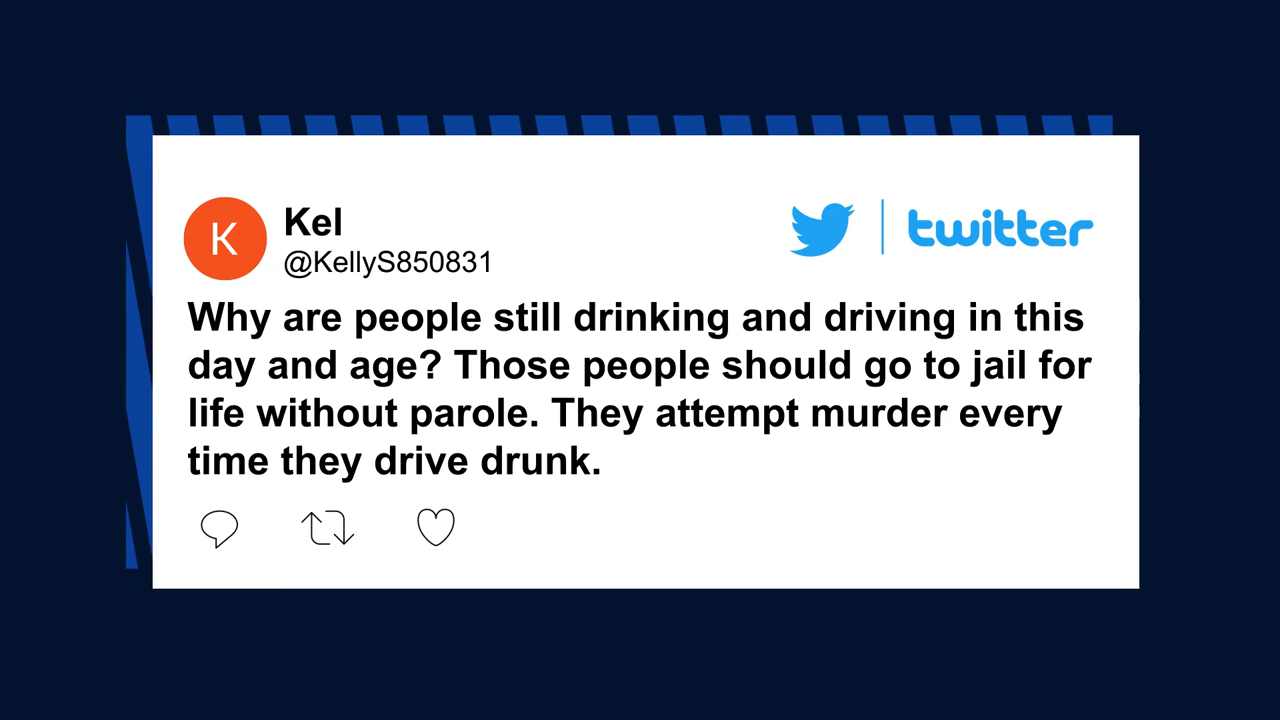 K
Kel
@KellyS850831
twitter
Why are people still drinking and driving in this
day and age? Those people should go to jail for
life without parole. They attempt murder every
time they drive drunk.